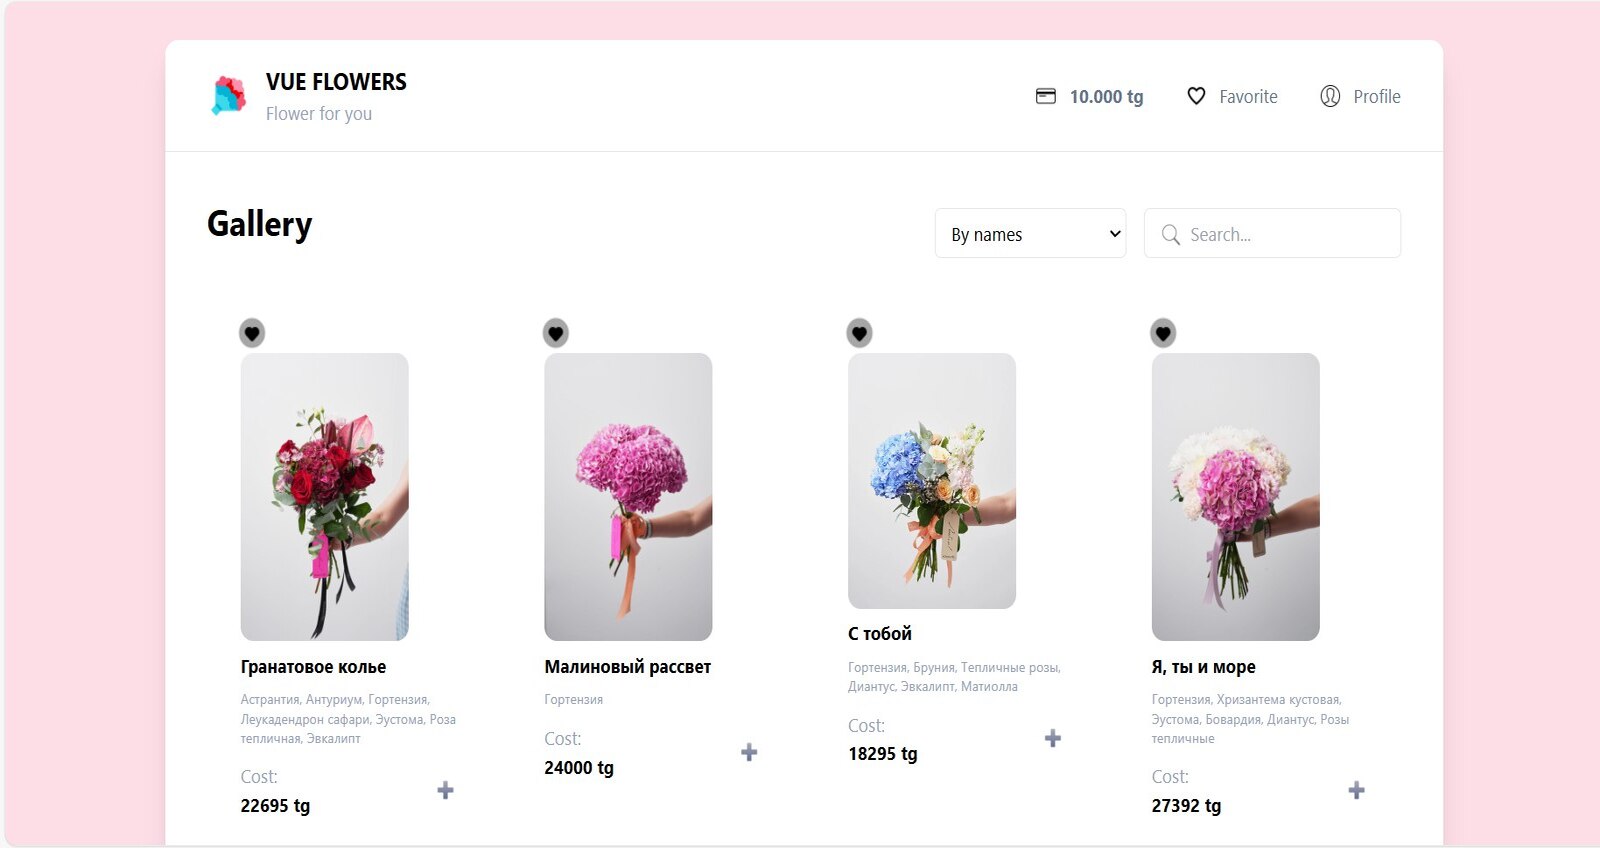 VUE FLOWERS
Flower for you
10.000 tg
Favorite
Profile
Gallery
By names
Search...
Гранатовое колье
Астрантия, Антуриум, Гортензия,
Леукадендрон сафари, Эустома, Роза
тепличная, Эвкалипт
Cost:
22695 tg
Малиновый рассвет
Гортензия
Cost:
24000 tg
С тобой
Гортензия, Бруния, Тепличные розы,
Диантус, Эвкалипт, Матиолла
Cost:
18295 tg
Я, ты и море
Гортензия, Хризантема кустовая,
Эустома, Бовардия, Диантус, Розы
тепличные
Cost:
27392 tg